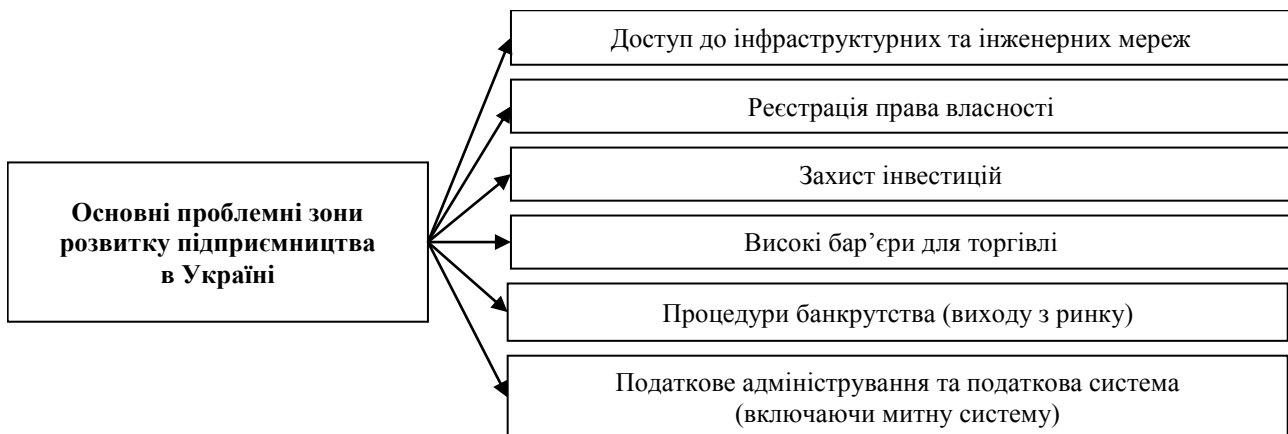 Основні проблемні зони
розвитку підприємництва
в Україні
Доступ до інфраструктурних та інженерних мереж
Реєстрація права власності
Захист інвестицій
Високі бар’єри для торгівлі
Процедури банкрутства (виходу з ринку)
Податкове адміністрування та податкова система
(включаючи митну систему)